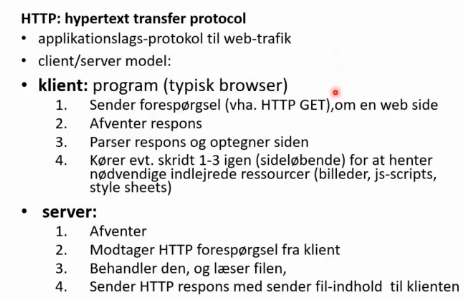 HTTP: hypertext transfer protocol
• applikationslags-protokol til web-trafik
• client/server model:
• klient: program (typisk browser)
1. Sender forespørgsel (vha. HTTP GET),om en web side
2. Afventer respons
3. Parser respons og optegner siden
4. Kører evt. skridt 1-3 igen (sideløbende) for at henter
nødvendige indlejrede ressourcer (billeder, js-scripts,
style sheets)
• server:
1. Afventer
2. Modtager HTTP forespørgsel fra klient
3. Behandler den, og læser filen,
4. Sender HTTP respons med sender fil-indhold til klienten